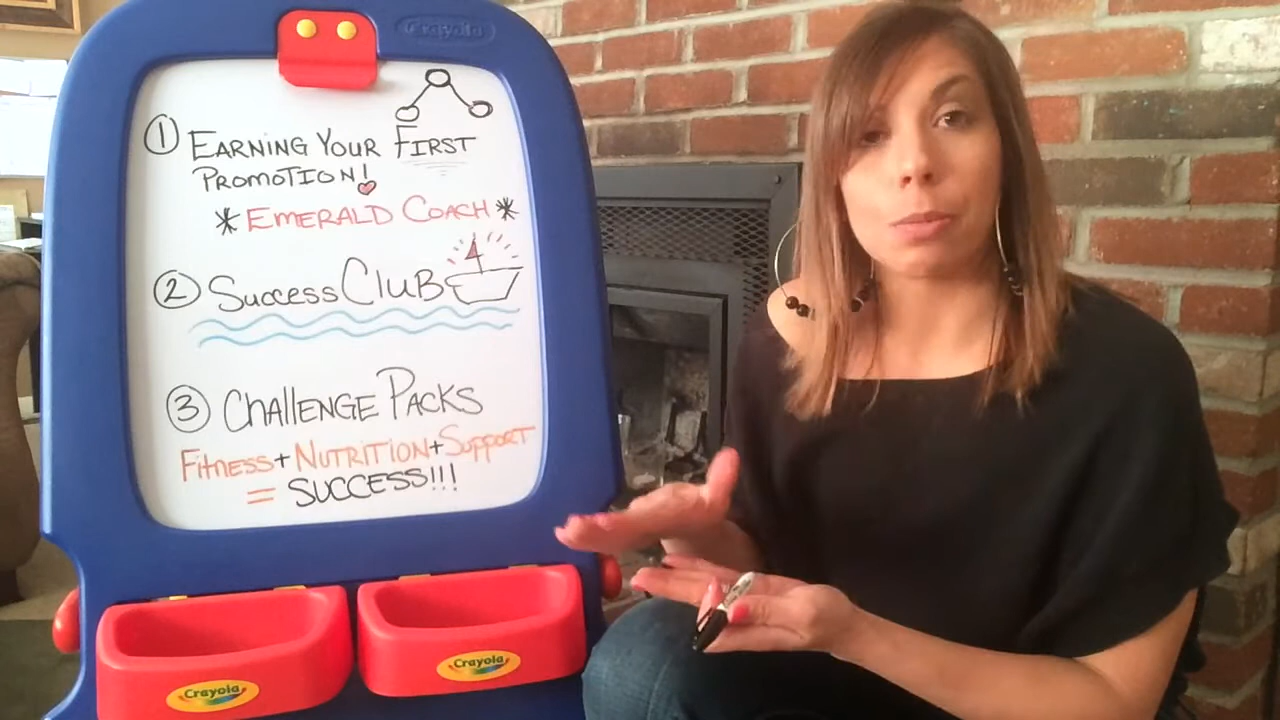 Crayola
① EARNING YOUR FIRST
PROMOTION!
* EMERALD COACH *
② SUCCESS CLUB
③ CHALLENGE PACKS
FITNESS + NUTRITION + SUPPORT
= SUCCESS!!!
Crayola
Crayola